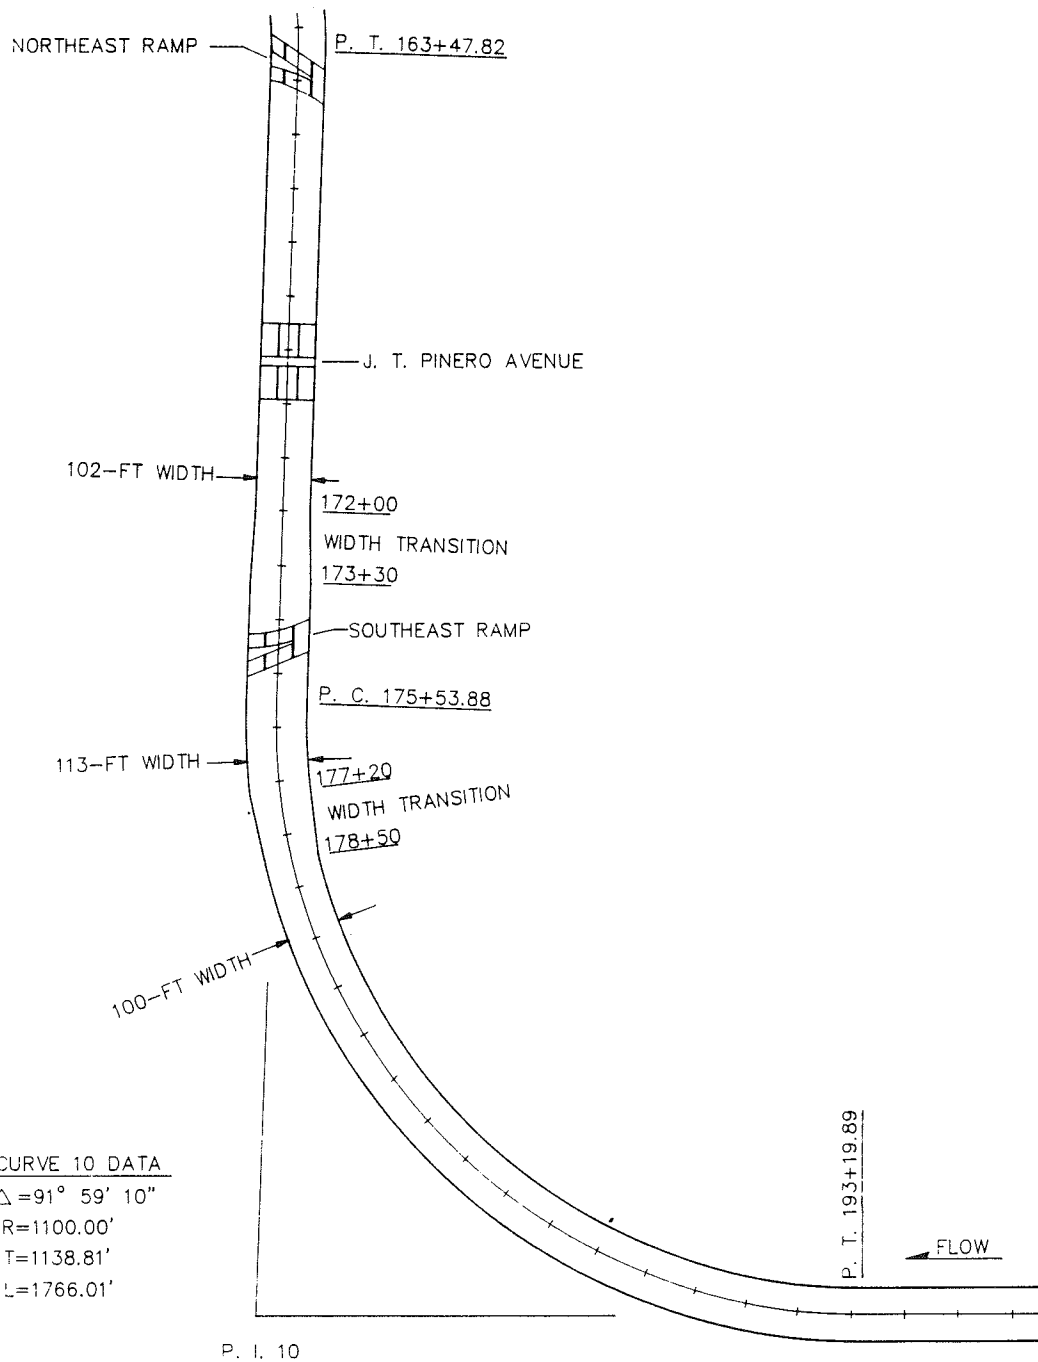 NORTHEAST RAMP
P. T. 163+47.82
J. T. PINERO AVENUE
102-FT WIDTH
172+00
WIDTH TRANSITION
173+30
SOUTHEAST RAMP
P. C. 175+53.88
113-FT WIDTH
177+20
WIDTH TRANSITION
178+50
100-FT WIDTH
CURVE 10 DATA
△=91° 59' 10"
R=1100.00'
T=1138.81'
L=1766.01'
P. T. 193+19.89
FLOW
P. I. 10